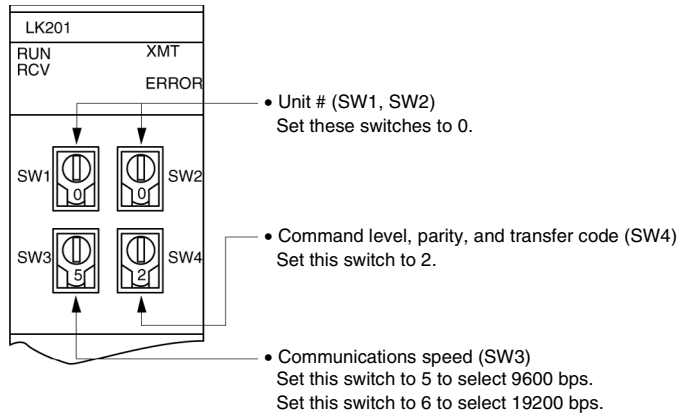 LK201
RUN XMT
RCV
ERROR
• Unit # (SW1, SW2)
Set these switches to 0.
SW1 0 0 SW2
• Command level, parity, and transfer code (SW4)
Set this switch to 2.
SW3 5 2 SW4
• Communications speed (SW3)
Set this switch to 5 to select 9600 bps.
Set this switch to 6 to select 19200 bps.